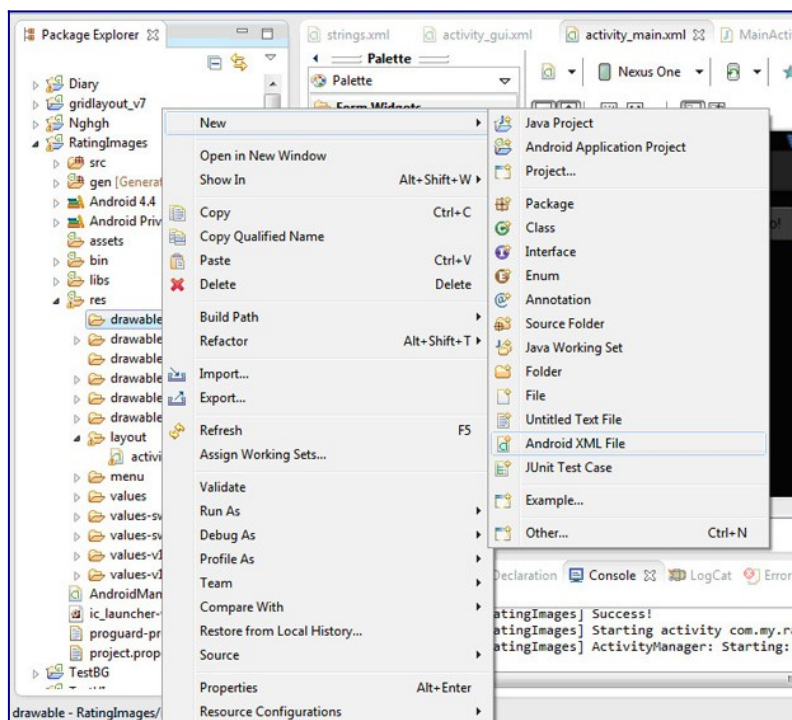 Package Explorer
strings.xml
activity_gui.xml
activity_main.xml
MainActi
Palette
Palette
Nexus One
Form Widgets
Diary
gridlayout_v7
Nghgh
RatingImages
src
gen [Generat
Android 4.4
Android Priv
assets
bin
libs
res
drawable
drawable
drawable
drawable
drawable
drawable
layout
activi
menu
values
values-sw
values-sw
values-v1
values-v1
AndroidMan
ic_launcher-
proguard-pr
project.prop
TestBG
drawable - RatingImages/
New
Open in New Window
Show In Alt+Shift+W
Copy Ctrl+C
Copy Qualified Name
Paste Ctrl+V
Delete Delete
Build Path
Refactor Alt+Shift+T
Import...
Export...
Refresh F5
Assign Working Sets...
Validate
Run As
Debug As
Profile As
Team
Compare With
Restore from Local History...
Source
Properties Alt+Enter
Resource Configurations
Java Project
Android Application Project
Project...
Package
Class
Interface
Enum
Annotation
Source Folder
Java Working Set
Folder
File
Untitled Text File
Android XML File
JUnit Test Case
Example...
Other... Ctrl+N
o!
Declaration
Console
LogCat
Error
atingImages] Success!
atingImages] Starting activity com.my.ra
atingImages] ActivityManager: Starting: